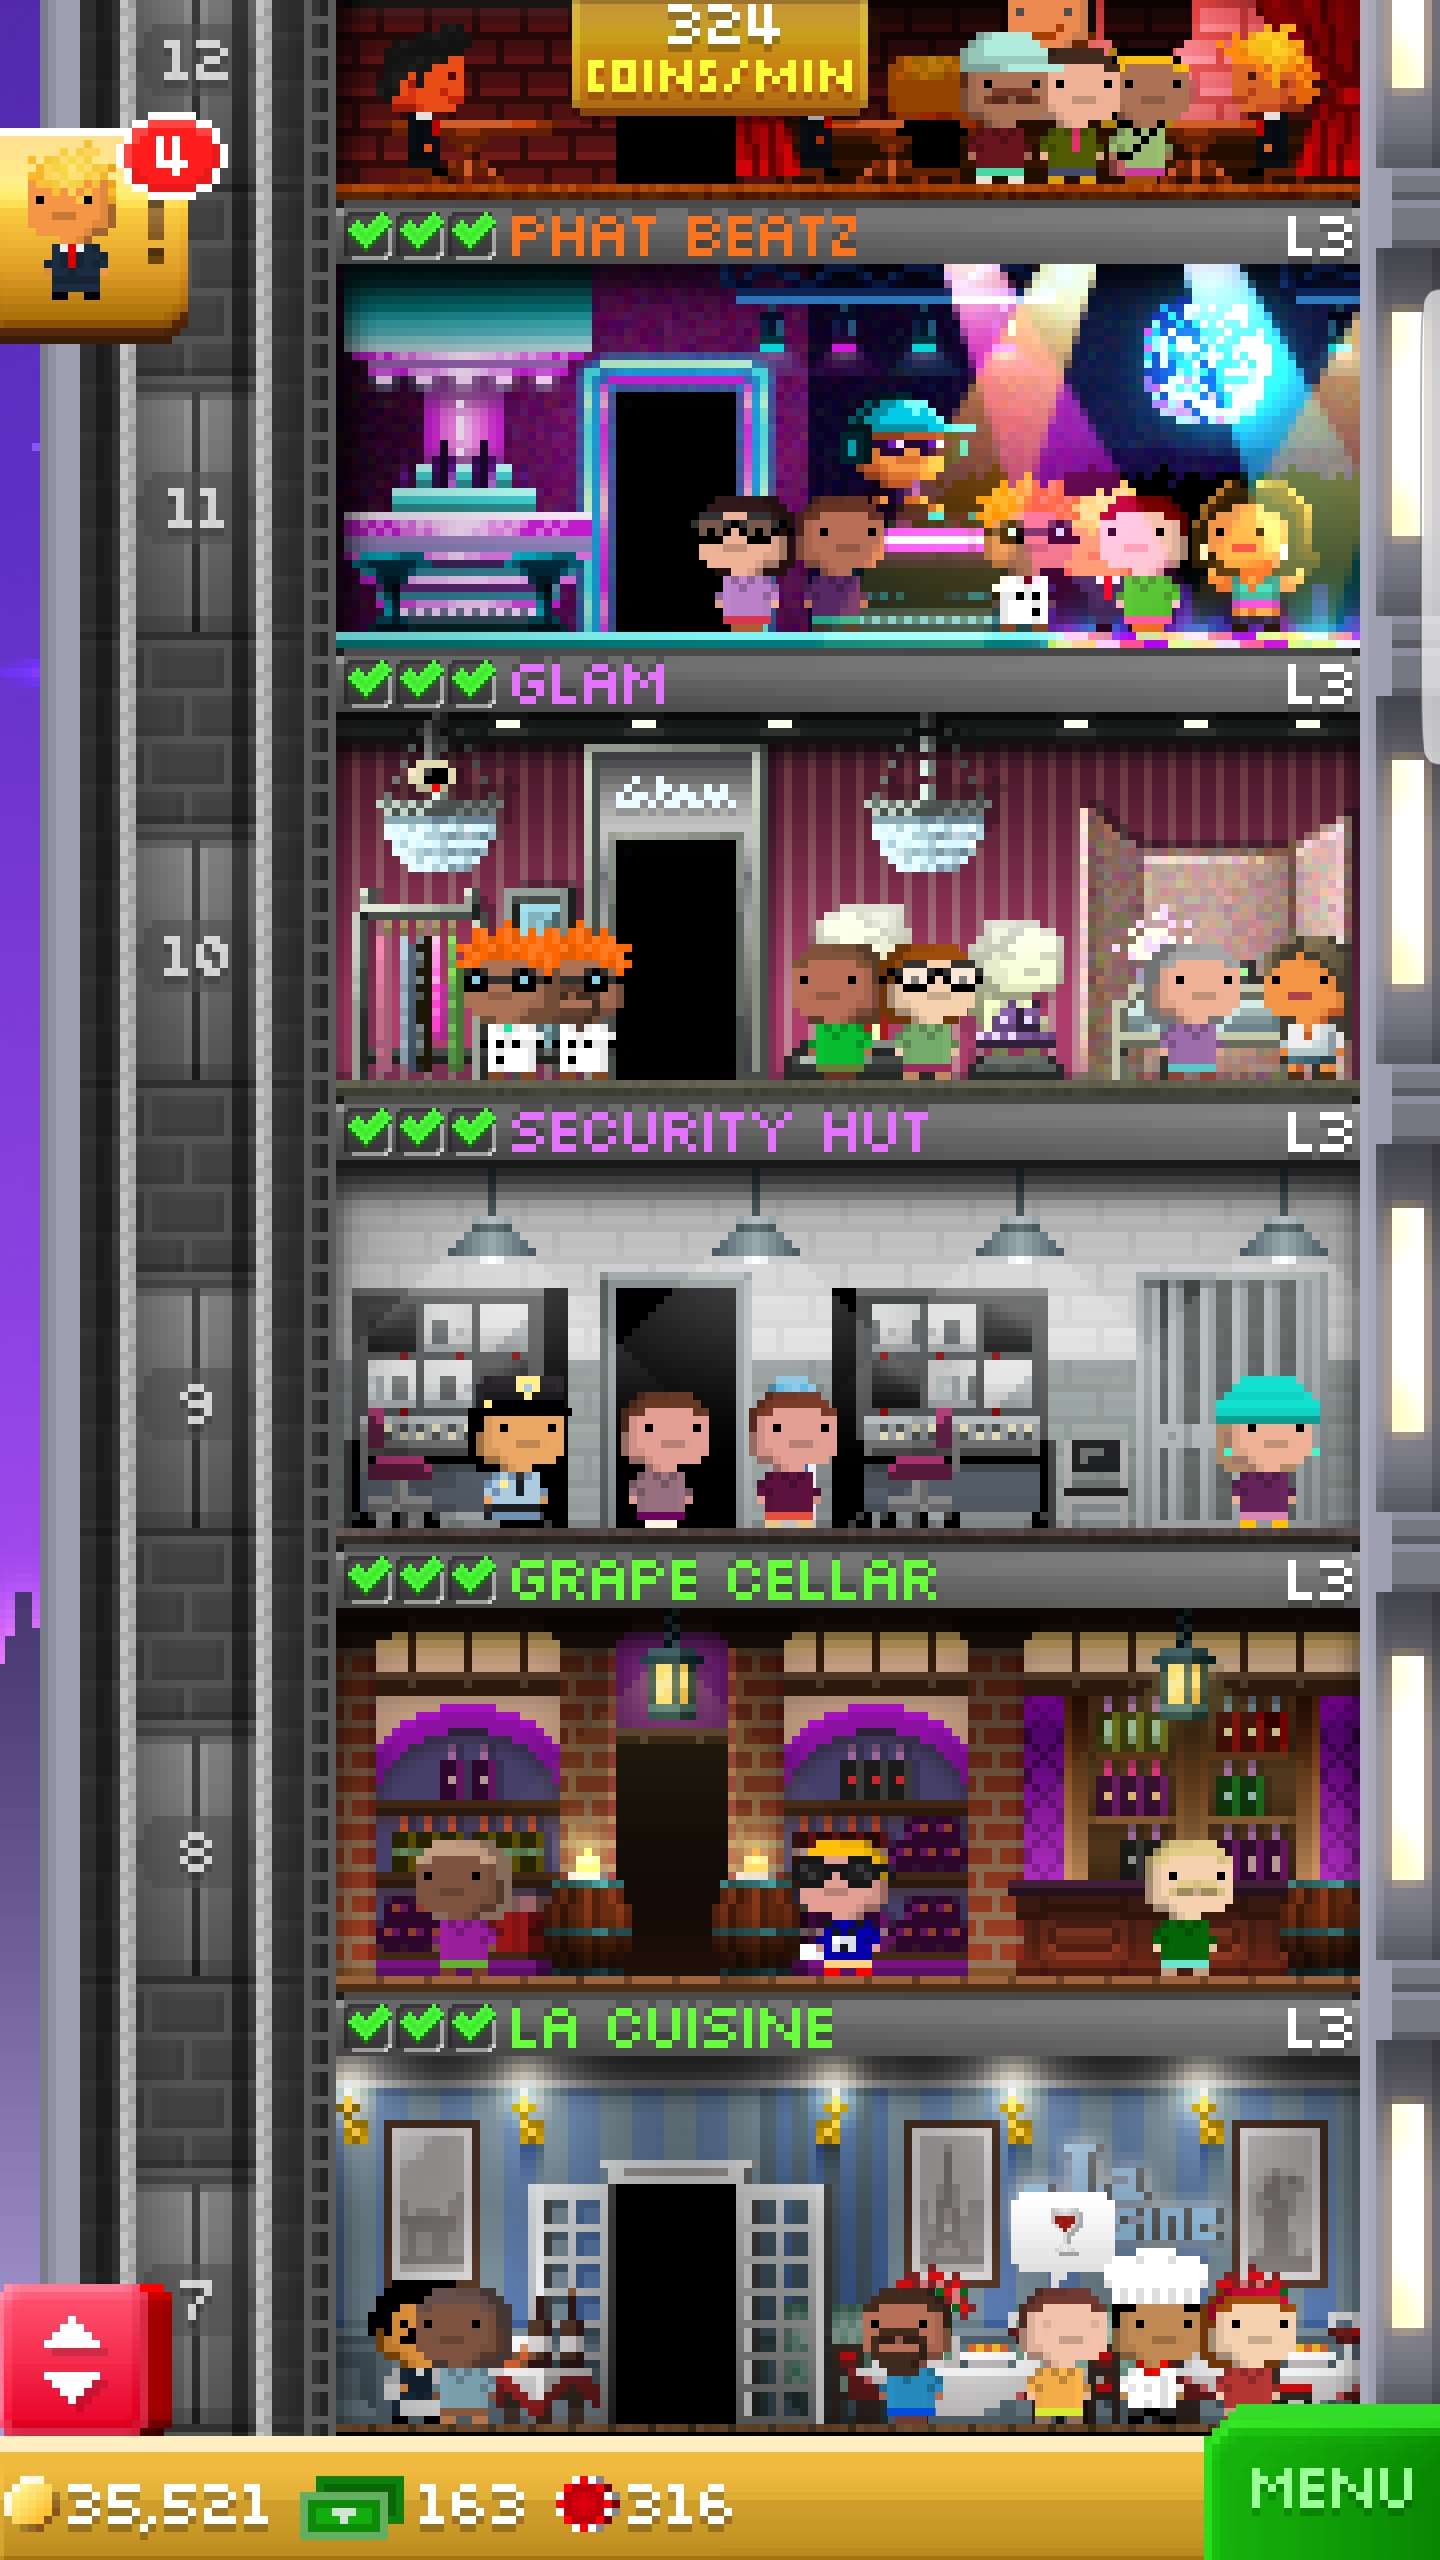 12
324
COINS/MIN
4
!
PHAT BEATZ L3
11
GLAM L3
Glam
10
SECURITY HUT L3
9
GRAPE CELLAR L3
8
LA CUISINE L3
La
7
35,521 163 316
MENU